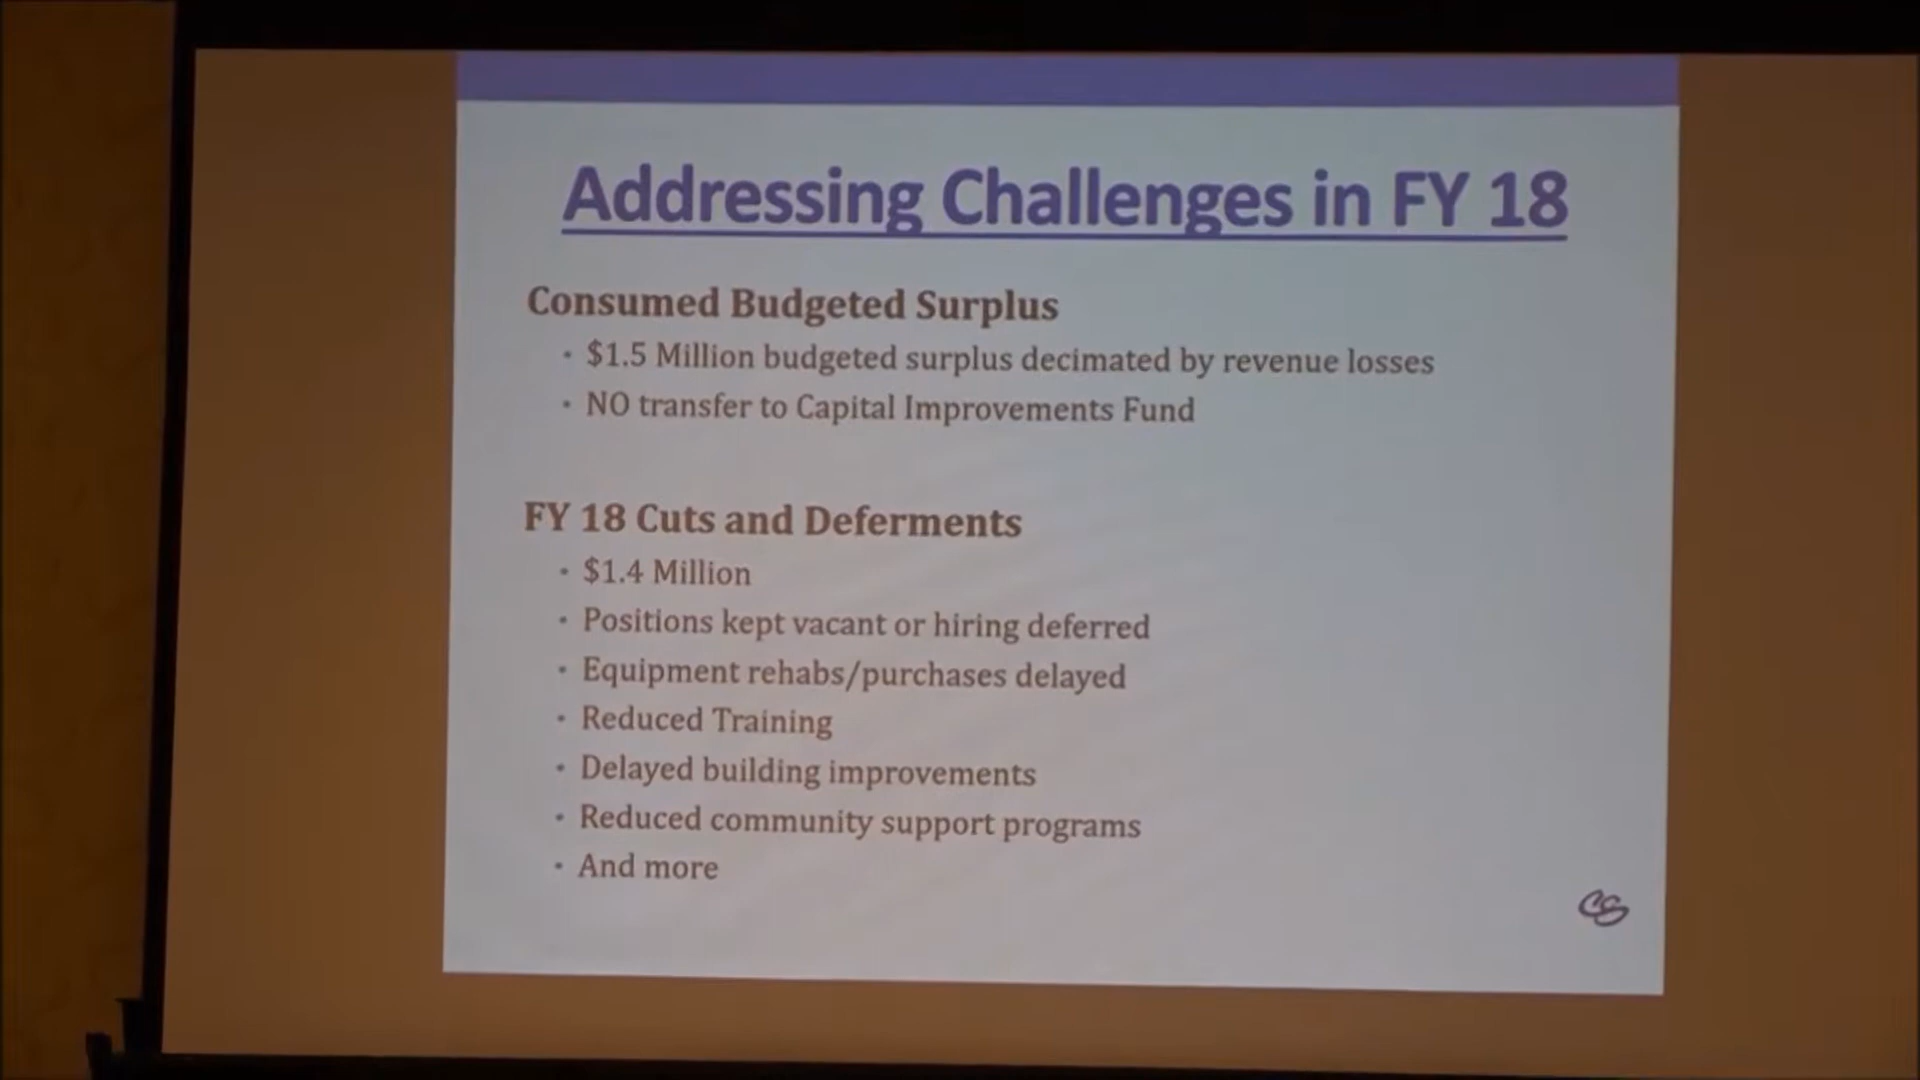 Addressing Challenges in FY 18
Consumed Budgeted Surplus
• $1.5 Million budgeted surplus decimated by revenue losses
• NO transfer to Capital Improvements Fund
FY 18 Cuts and Deferments
• $1.4 Million
• Positions kept vacant or hiring deferred
• Equipment rehabs/purchases delayed
• Reduced Training
• Delayed building improvements
• Reduced community support programs
• And more
CS